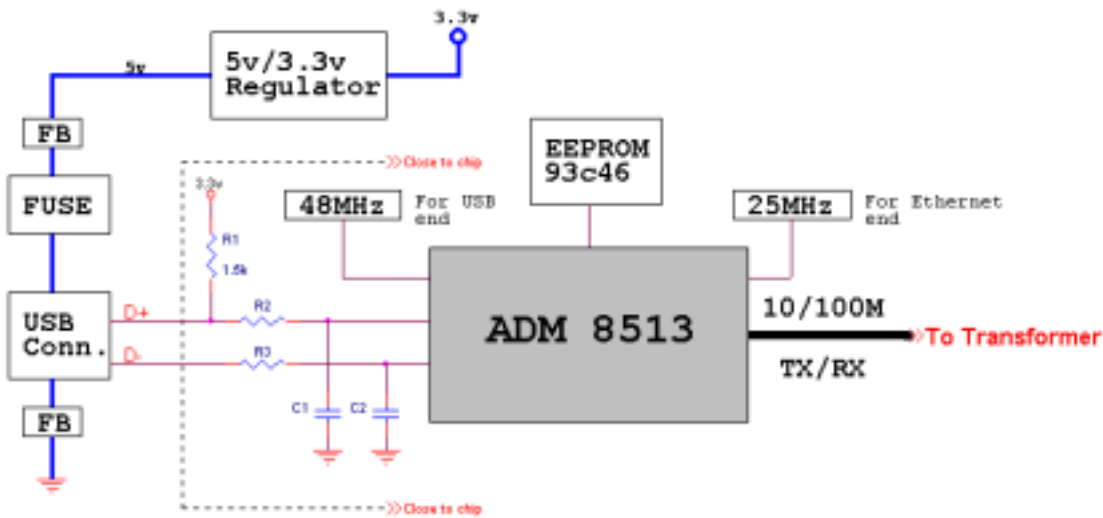 3.3v
5v
5v/3.3v
Regulator
FB
FUSE
USB
Conn.
FB
D+
D-
Close to chip
3.3v
R1
1.5k
R2
R3
C1
C2
48MHz
For USB
end
EEPROM
93c46
25MHz
For Ethernet
end
ADM 8513
10/100M
TX/RX
To Transformer
Close to chip